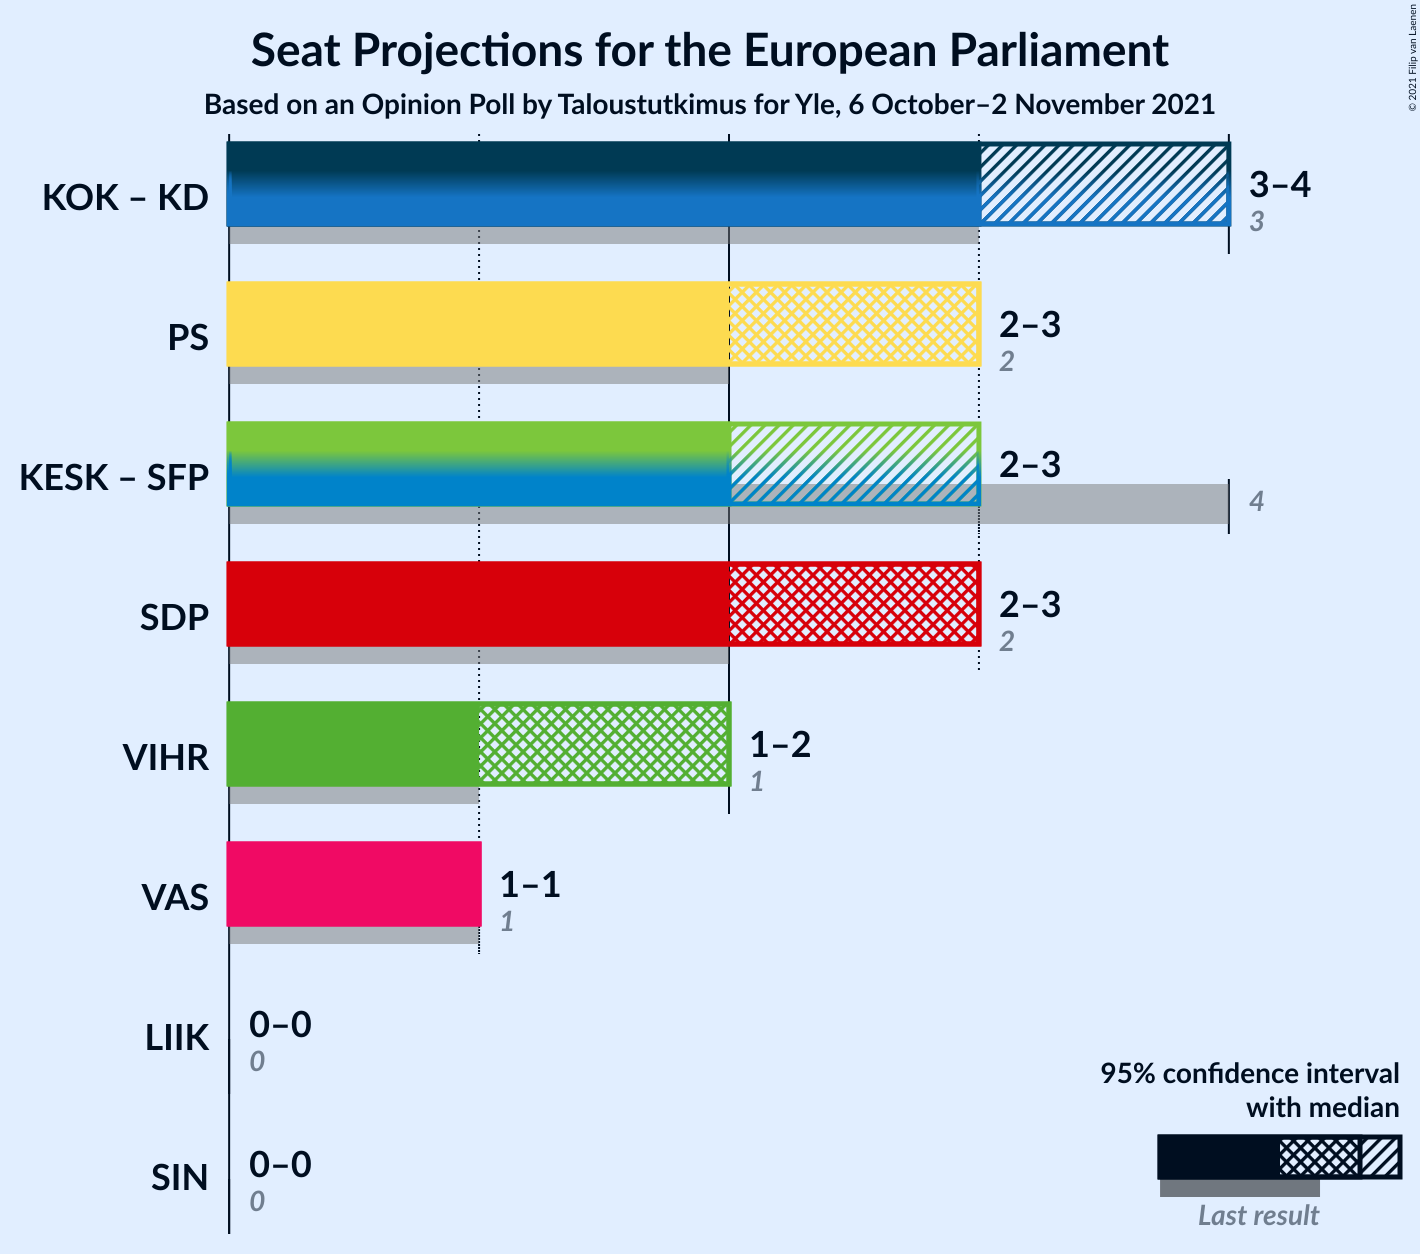 Seat Projections for the European Parliament
Based on an Opinion Poll by Taloustutkimus for Yle, 6 October–2 November 2021
© 2021 Filip van Laenen
KOK – KD
3–4
3
PS
2–3
2
KESK – SFP
2–3
4
SDP
2–3
2
VIHR
1–2
1
VAS
1–1
1
LIIK
0–0
0
SIN
0–0
0
95% confidence interval
with median
Last result